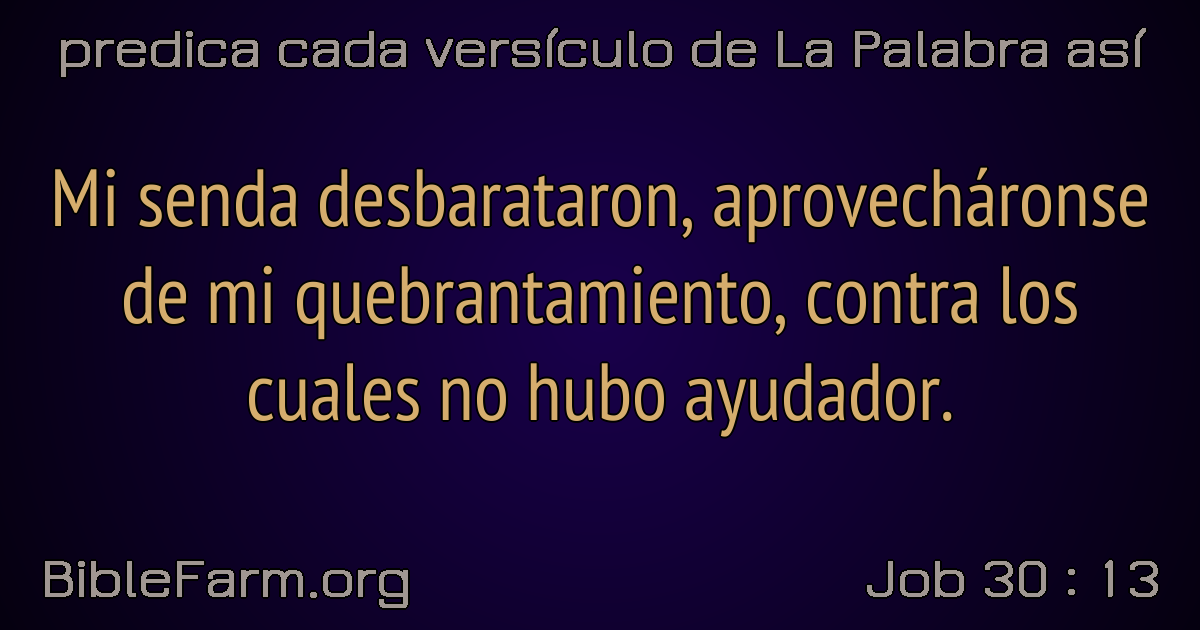 predica cada versículo de La Palabra así
Mi senda desbarataron, aprovecháronse
de mi quebrantamiento, contra los
cuales no hubo ayudador.
BibleFarm.org
Job 30 : 13